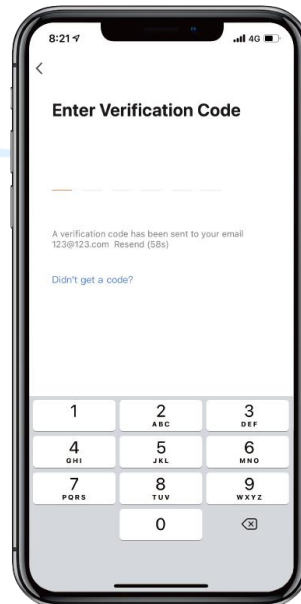 8:21
4G
Enter Verification Code
A verification code has been sent to your email
123@123.com Resend (58s)
Didn't get a code?
1
2
ABC
3
DEF
4
GHI
5
JKL
6
MNO
7
PQRS
8
TUV
9
WXYZ
0